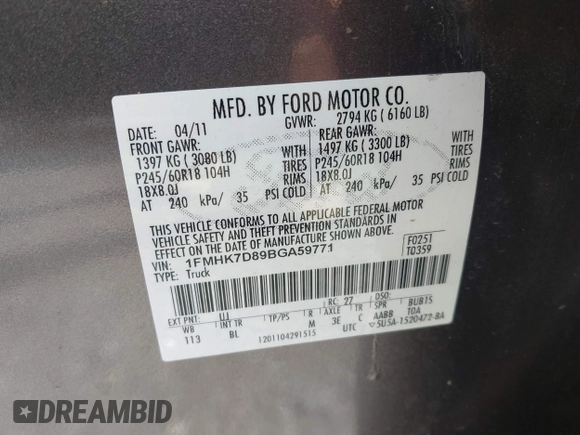 MFD. BY FORD MOTOR CO.
DATE: 04/11 GVWR: 2794 KG ( 6160 LB)
FRONT GAWR: REAR GAWR:
1397 KG ( 3080 LB) WITH 1497 KG ( 3300 LB) WITH
P245/60R18 104H TIRES P245/60R18 104H TIRES
18X8.0J RIMS 18X8.0J RIMS
AT 240 kPa/ 35 PSI COLD AT 240 kPa/ 35 PSI COLD
THIS VEHICLE CONFORMS TO ALL APPLICABLE FEDERAL MOTOR
VEHICLE SAFETY AND THEFT PREVENTION STANDARDS IN
EFFECT ON THE DATE OF MANUFACTURE SHOWN ABOVE.
VIN: 1FMHK7D89BGA59771 F0251
TYPE: Truck T0359
EXT PNT: UJ RC: 27 DSO:
WB INT TR TP/PS R AXLE TR SPR BUB15
113 BL M 3E C AABB TOA
1201104291515 UTC ▽5U5A-1520472-BA
DREAMBID